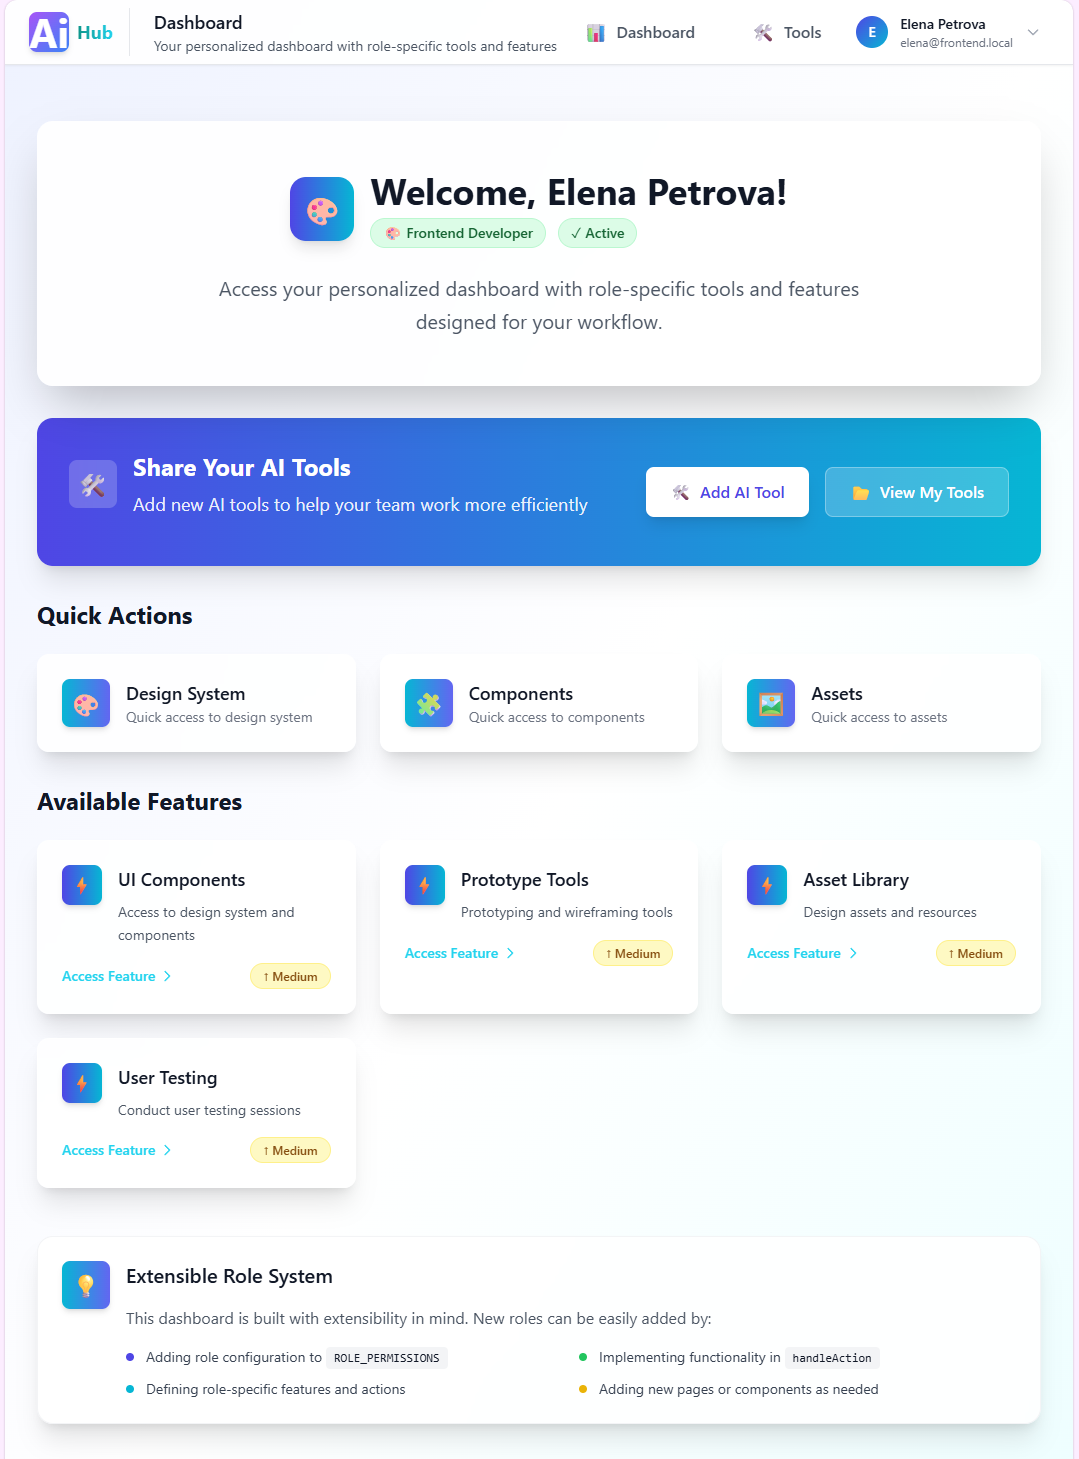 Ai Hub
Dashboard
Your personalized dashboard with role-specific tools and features
Dashboard
Tools
E
Elena Petrova
elena@frontend.local
Welcome, Elena Petrova!
Frontend Developer
✓ Active
Access your personalized dashboard with role-specific tools and features
designed for your workflow.
Share Your AI Tools
Add new AI tools to help your team work more efficiently
Add AI Tool
View My Tools
Quick Actions
Design System
Quick access to design system
Components
Quick access to components
Assets
Quick access to assets
Available Features
UI Components
Access to design system and
components
Access Feature
↑ Medium
Prototype Tools
Prototyping and wireframing tools
Access Feature
↑ Medium
Asset Library
Design assets and resources
Access Feature
↑ Medium
User Testing
Conduct user testing sessions
Access Feature
↑ Medium
Extensible Role System
This dashboard is built with extensibility in mind. New roles can be easily added by:
Adding role configuration to ROLE_PERMISSIONS
Implementing functionality in handleAction
Defining role-specific features and actions
Adding new pages or components as needed